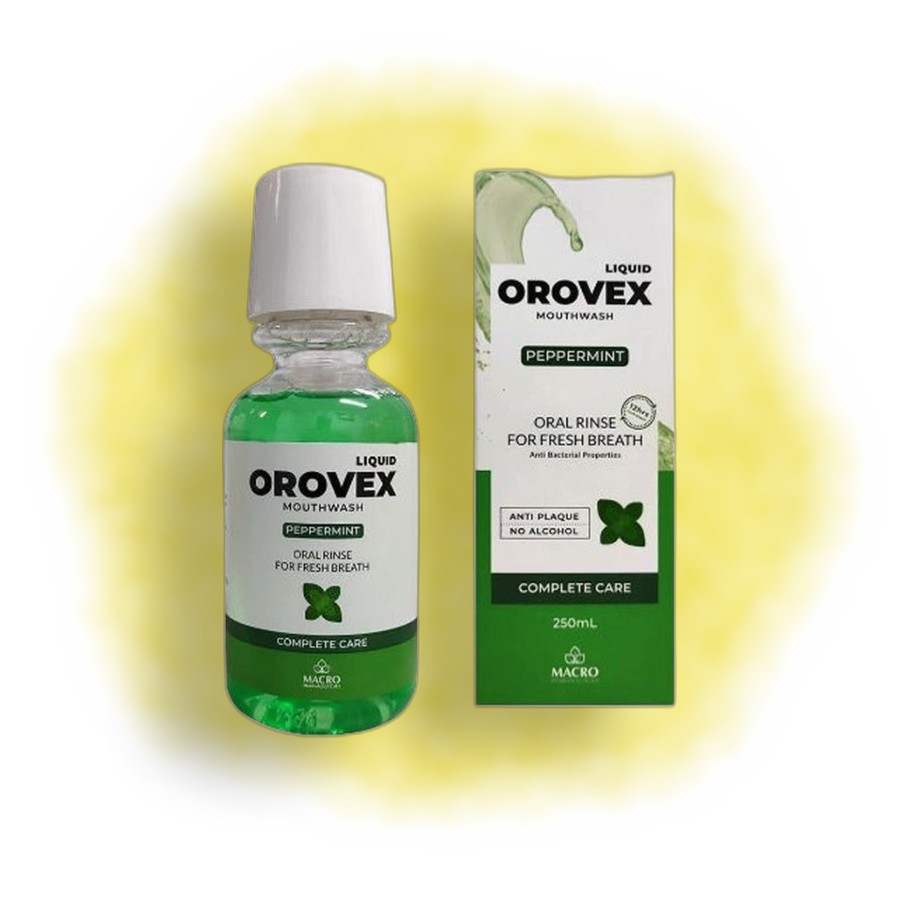 LIQUID
OROVEX
MOUTHWASH
PEPPERMINT
ORAL RINSE
FOR FRESH BREATH
COMPLETE CARE
MACRO
LIQUID
OROVEX
MOUTHWASH
PEPPERMINT
12hrs
ORAL RINSE
FOR FRESH BREATH
Anti Bacterial Properties
ANTI PLAQUE
NO ALCOHOL
COMPLETE CARE
250mL
MACRO